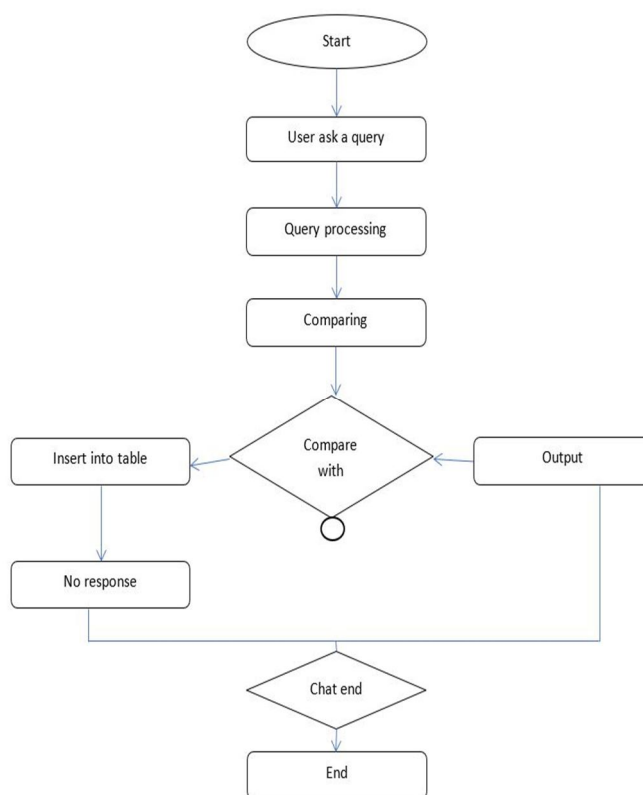 Start
User ask a query
Query processing
Comparing
Compare
with
Insert into table
Output
No response
Chat end
End